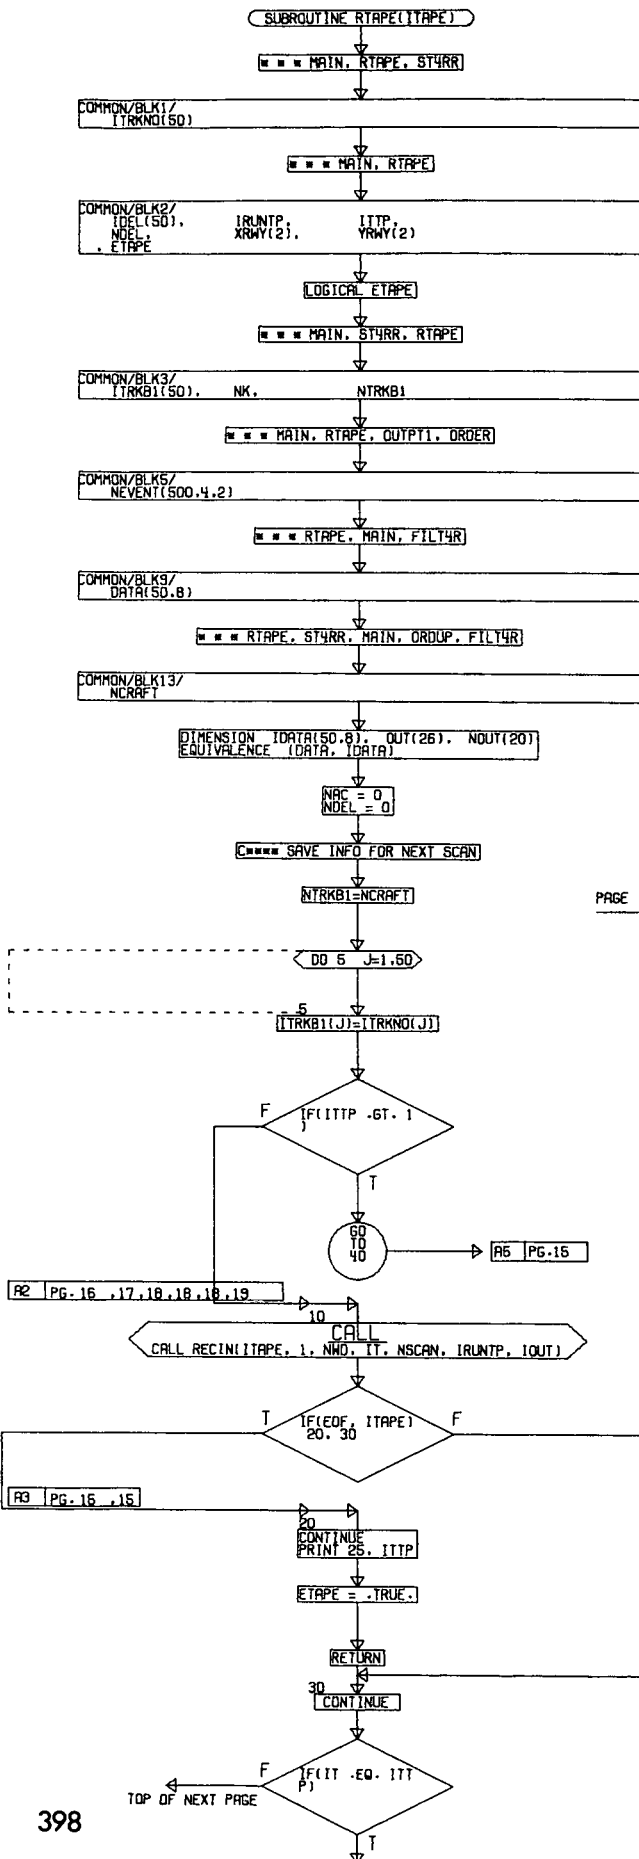 SUBROUTINE RTAPE(ITAPE)
* * * MAIN, RTAPE, ST4RR
COMMON/BLK1/
ITRKNO(50)
* * * MAIN, RTAPE
COMMON/BLK2/
IDEL(50), IRUNTP, ITTP,
NDEL, XRWY(2), YRWY(2)
, ETAPE
LOGICAL ETAPE
* * * MAIN, ST4RR, RTAPE
COMMON/BLK3/
ITRKB1(50), NK, NTRKB1
* * * MAIN, RTAPE, OUTPT1, ORDER
COMMON/BLK5/
NEVENT(500,4,2)
* * * RTAPE, MAIN, FILT4R
COMMON/BLK9/
DATA(50,8)
* * * RTAPE, ST4RR, MAIN, ORDUP, FILT4R
COMMON/BLK13/
NCRAFT
DIMENSION IDATA(50,8), OUT(26), NOUT(20)
EQUIVALENCE (DATA, IDATA)
NAC = 0
NDEL = 0
C**** SAVE INFO FOR NEXT SCAN
NTRKB1=NCRAFT
PAGE
DO 5 J=1,50
5
ITRKB1(J)=ITRKNO(J)
F
IF(ITTP .GT. 1
)
T
GO
TO
40
A5 PG.15
A2 PG. 16 ,17,18,18,18,19
10
CALL
CALL RECIN(ITAPE, 1, NWD, IT, NSCAN, IRUNTP, IOUT)
T
IF(EOF, ITAPE)
20, 30
F
A3 PG. 15 ,15
20
CONTINUE
PRINT 25, ITTP
ETAPE = .TRUE.
RETURN
30
CONTINUE
F
IF(IT .EQ. ITT
P)
TOP OF NEXT PAGE
T
398